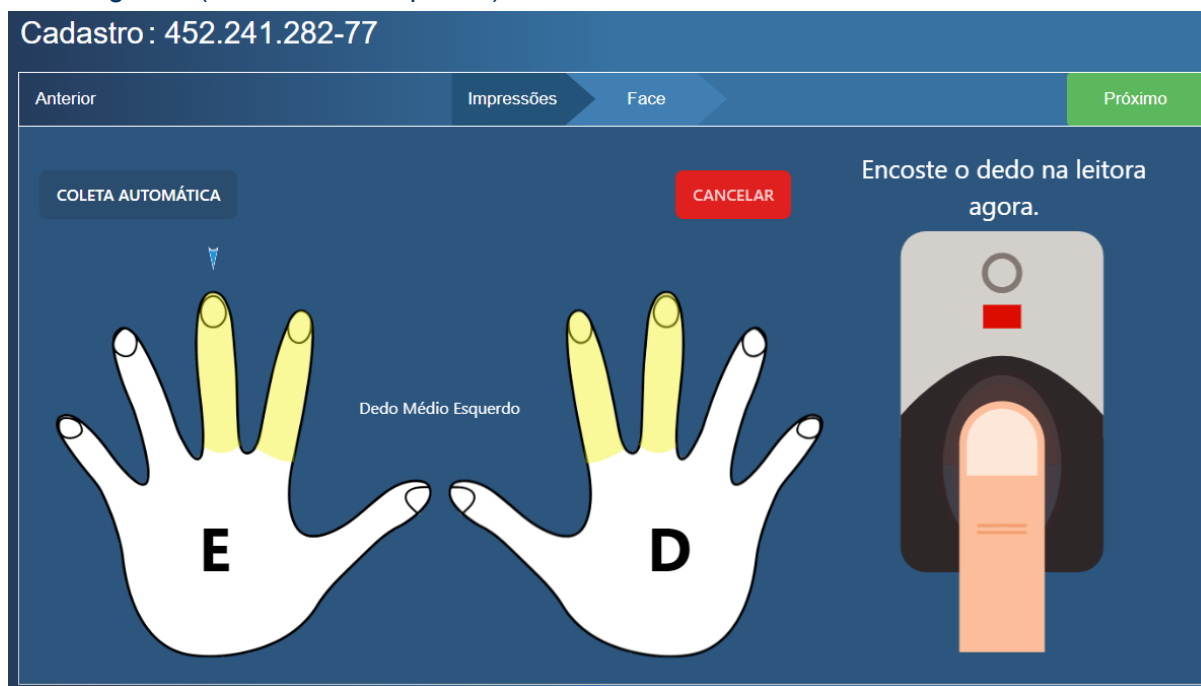 Cadastro: 452.241.282-77
Anterior
Impressões
Face
Próximo
COLETA AUTOMÁTICA
CANCELAR
Encoste o dedo na leitora
agora.
Dedo Médio Esquerdo
E
D